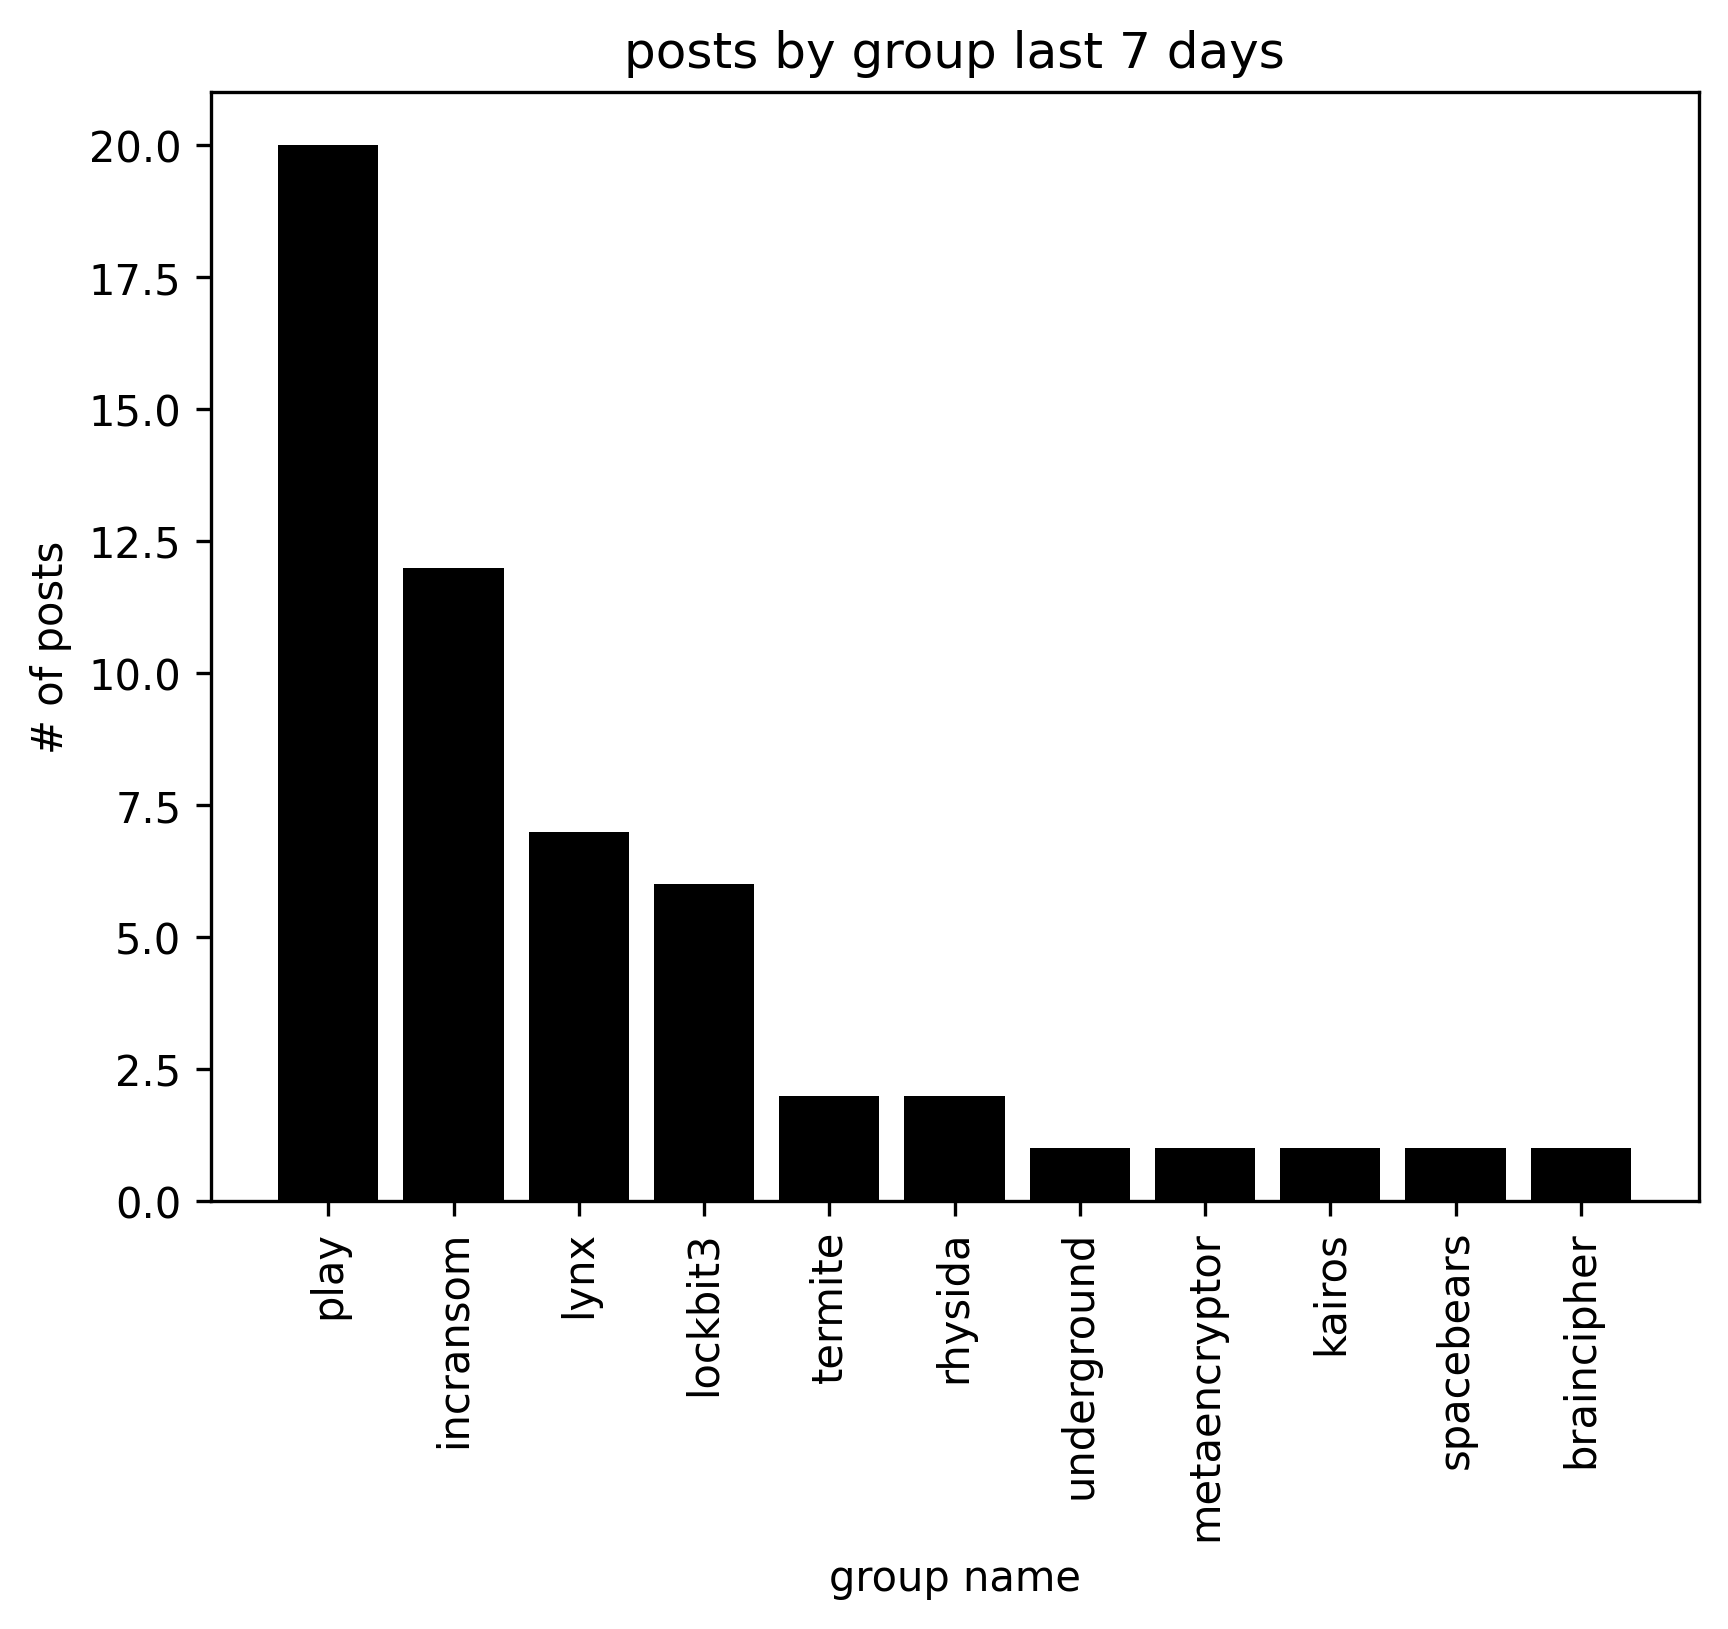 posts by group last 7 days
# of posts
20.0
17.5
15.0
12.5
10.0
7.5
5.0
2.5
0.0
play
incransom
lynx
lockbit3
termite
rhysida
underground
metaencryptor
kairos
spacebears
braincipher
group name